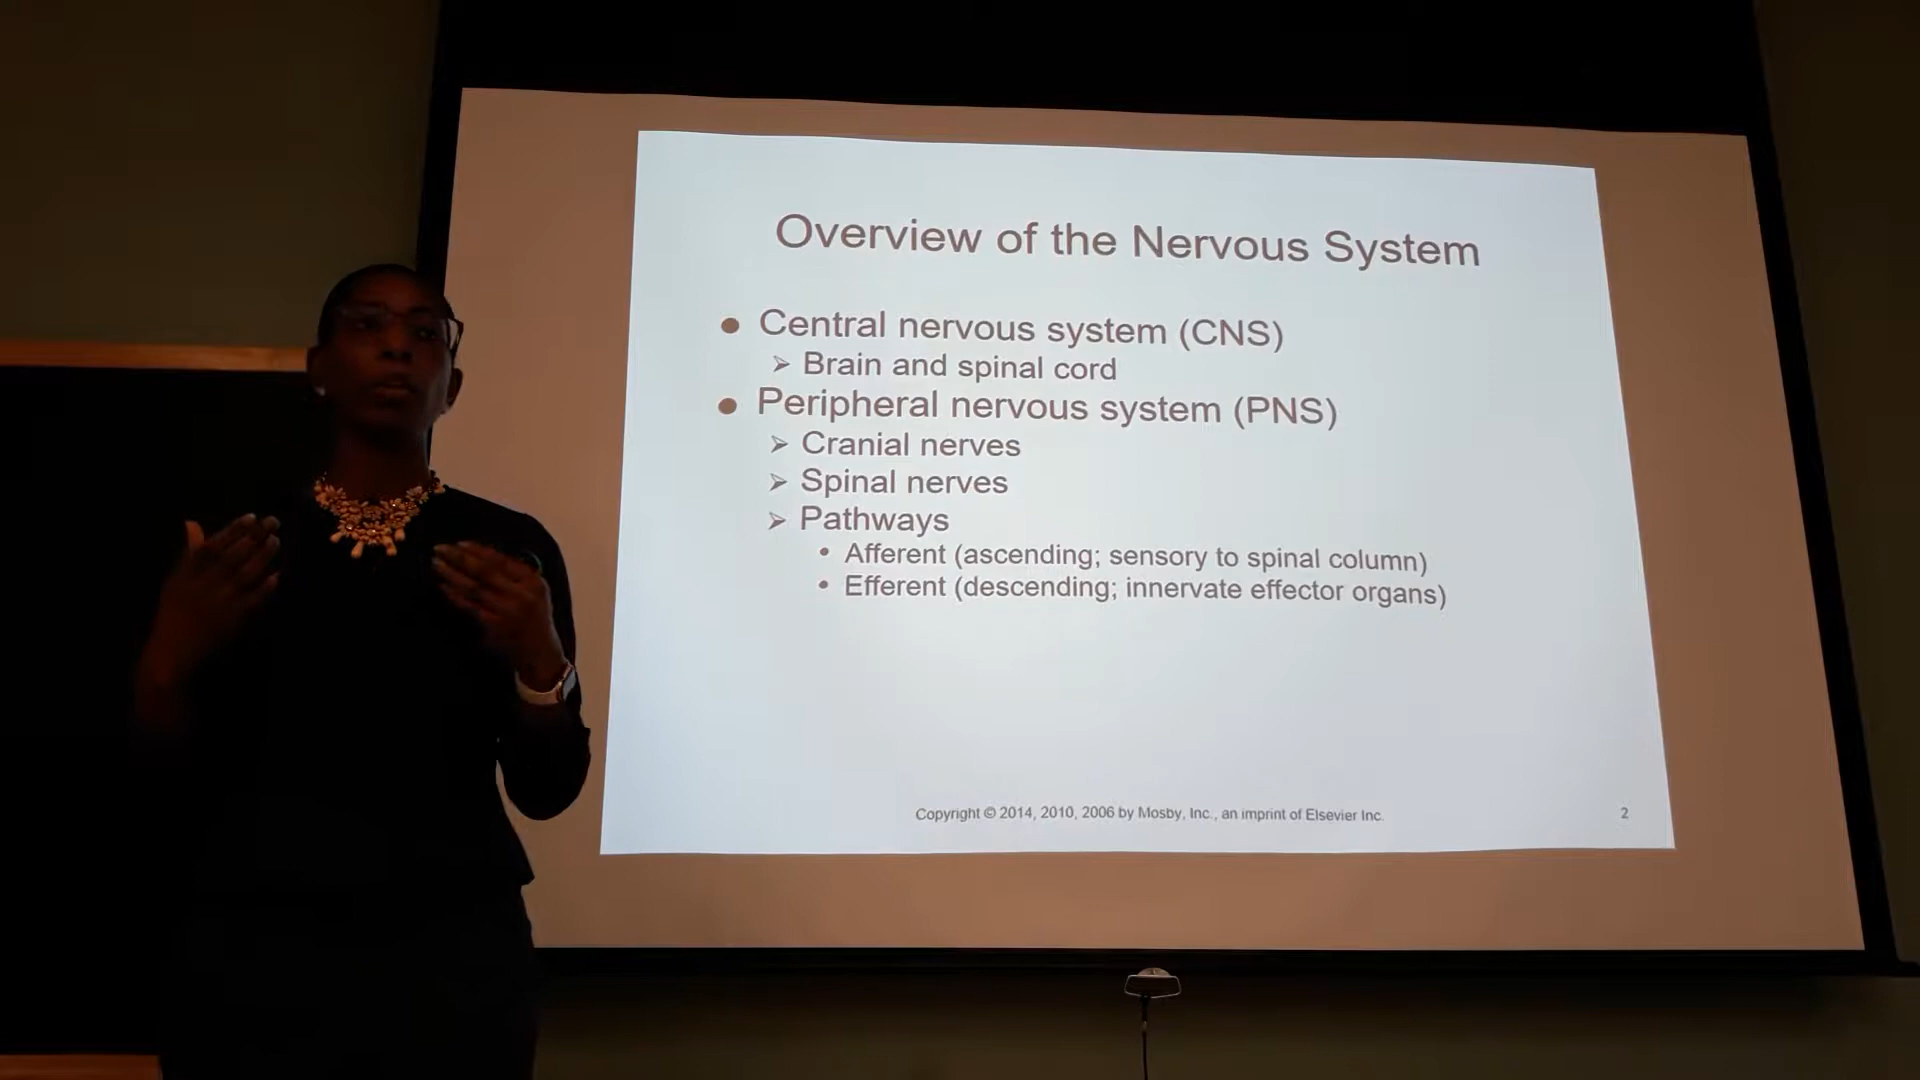 Overview of the Nervous System
● Central nervous system (CNS)
➢ Brain and spinal cord
● Peripheral nervous system (PNS)
➢ Cranial nerves
➢ Spinal nerves
➢ Pathways
• Afferent (ascending; sensory to spinal column)
• Efferent (descending; innervate effector organs)
Copyright © 2014, 2010, 2006 by Mosby, Inc., an imprint of Elsevier Inc.
2